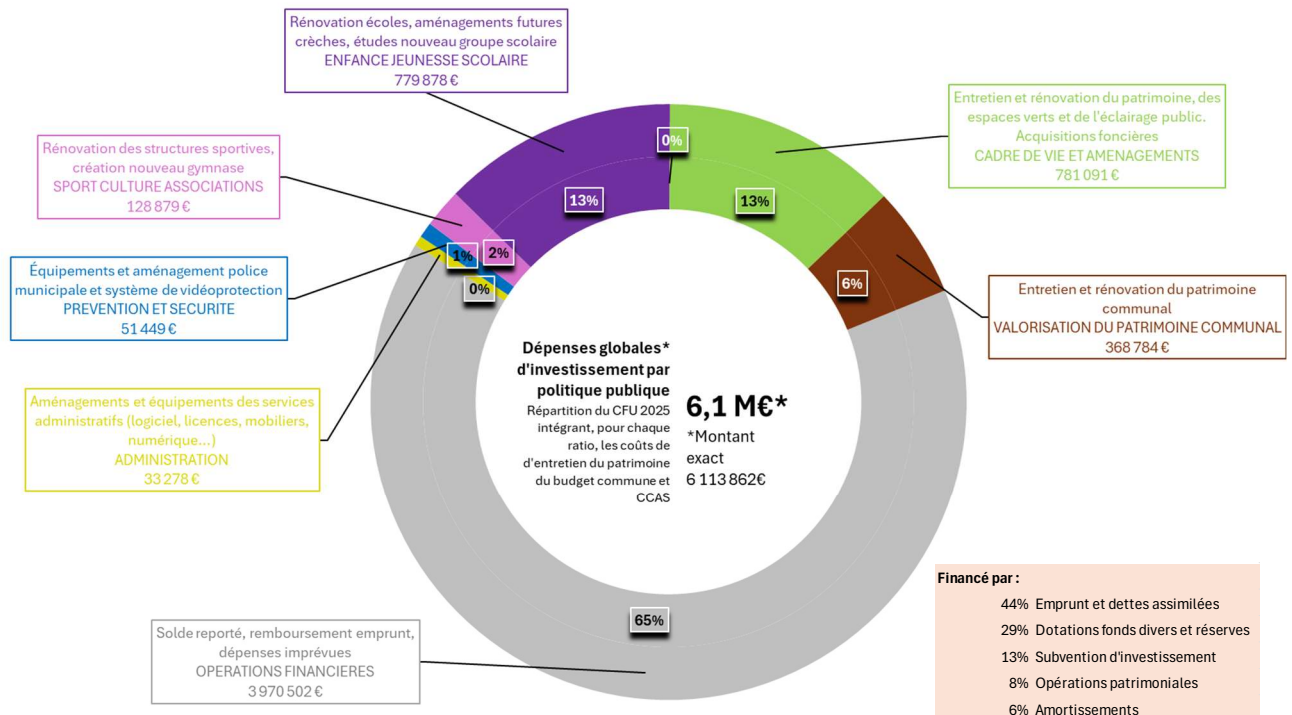 Rénovation écoles, aménagements futures
crèches, études nouveau groupe scolaire
ENFANCE JEUNESSE SCOLAIRE
779 878 €
Entretien et rénovation du patrimoine, des
espaces verts et de l'éclairage public.
Acquisitions foncières
CADRE DE VIE ET AMENAGEMENTS
781 091 €
Rénovation des structures sportives,
création nouveau gymnase
SPORT CULTURE ASSOCIATIONS
128 879 €
0%
13%
13%
Équipements et aménagement police
municipale et système de vidéoprotection
PREVENTION ET SECURITE
51 449 €
1%
2%
0%
6%
Entretien et rénovation du patrimoine
communal
VALORISATION DU PATRIMOINE COMMUNAL
368 784 €
Dépenses globales*
d'investissement par
politique publique
Répartition du CFU 2025
intégrant, pour chaque
ratio, les coûts de
d'entretien du patrimoine
du budget commune et
CCAS
6,1 M€*
*Montant
exact
6 113 862€
Aménagements et équipements des services
administratifs (logiciel, licences, mobiliers,
numérique...)
ADMINISTRATION
33 278 €
65%
Solde reporté, remboursement emprunt,
dépenses imprévues
OPERATIONS FINANCIERES
3 970 502 €
Financé par :
44% Emprunt et dettes assimilées
29% Dotations fonds divers et réserves
13% Subvention d'investissement
8% Opérations patrimoniales
6% Amortissements